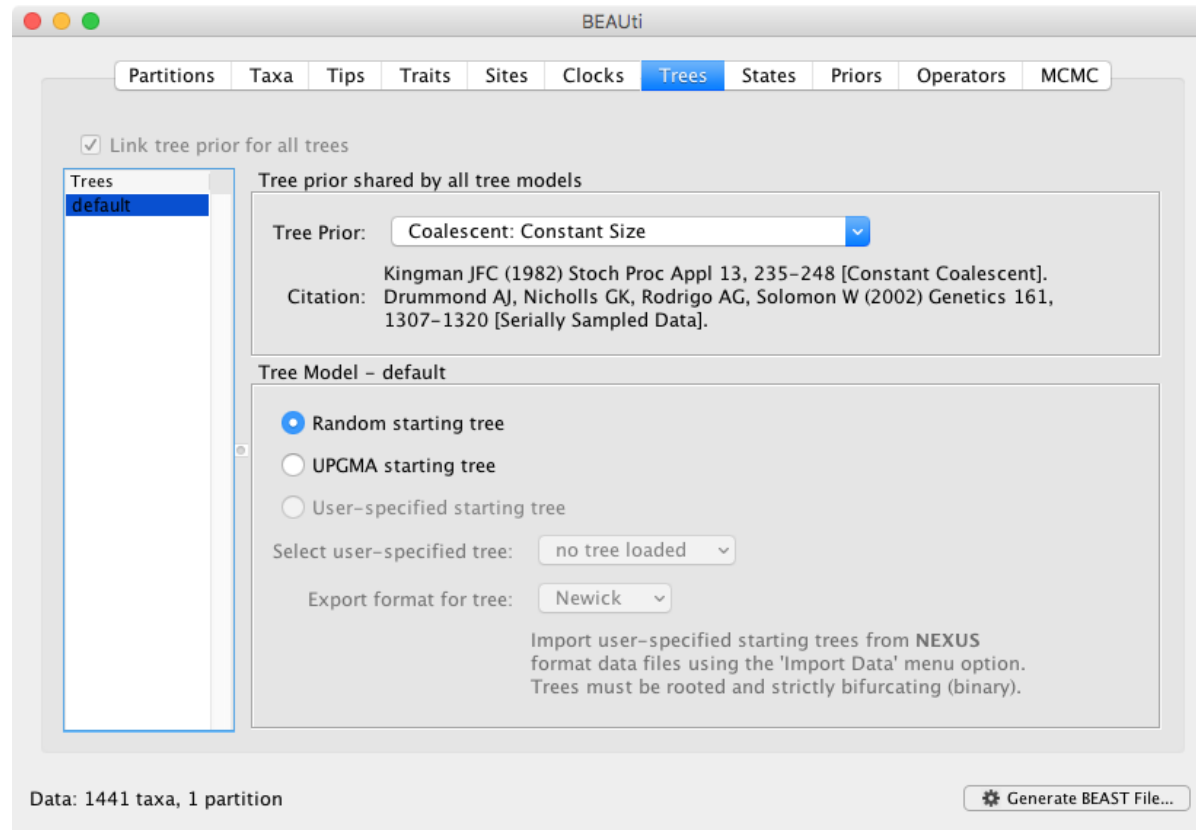 BEAUti
Partitions Taxa Tips Traits Sites Clocks Trees States Priors Operators MCMC
Link tree prior for all trees
Trees
default
Tree prior shared by all tree models
Tree Prior: Coalescent: Constant Size
Kingman JFC (1982) Stoch Proc Appl 13, 235–248 [Constant Coalescent].
Citation: Drummond AJ, Nicholls GK, Rodrigo AG, Solomon W (2002) Genetics 161,
1307–1320 [Serially Sampled Data].
Tree Model – default
Random starting tree
UPGMA starting tree
User–specified starting tree
Select user–specified tree: no tree loaded
Export format for tree: Newick
Import user–specified starting trees from NEXUS
format data files using the 'Import Data' menu option.
Trees must be rooted and strictly bifurcating (binary).
Data: 1441 taxa, 1 partition
Generate BEAST File...